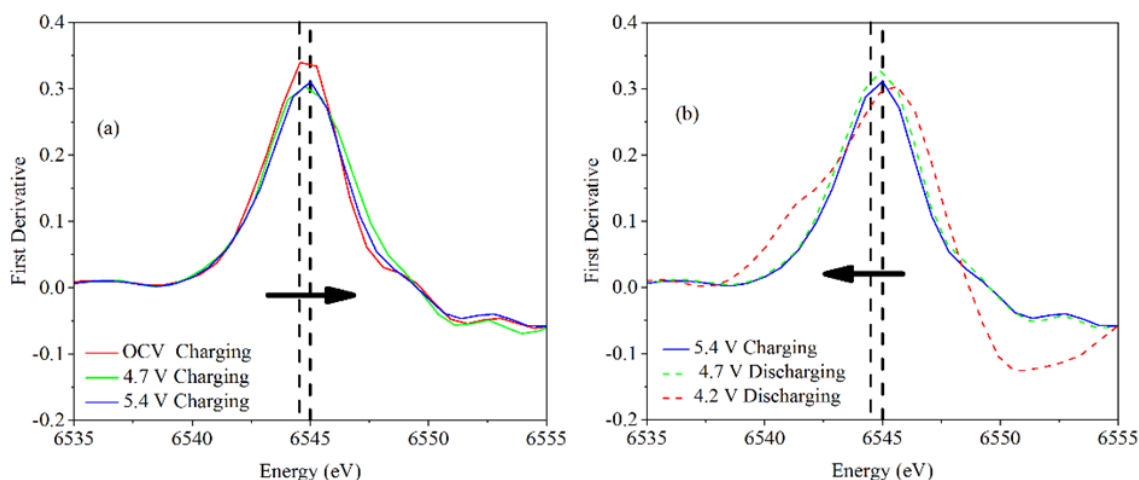 0.4
0.3
0.2
0.1
0.0
-0.1
-0.2
First Derivative
(a)
OCV Charging
4.7 V Charging
5.4 V Charging
6535 6540 6545 6550 6555
Energy (eV)
0.4
0.3
0.2
0.1
0.0
-0.1
-0.2
First Derivative
(b)
5.4 V Charging
4.7 V Discharging
4.2 V Discharging
6535 6540 6545 6550 6555
Energy (eV)